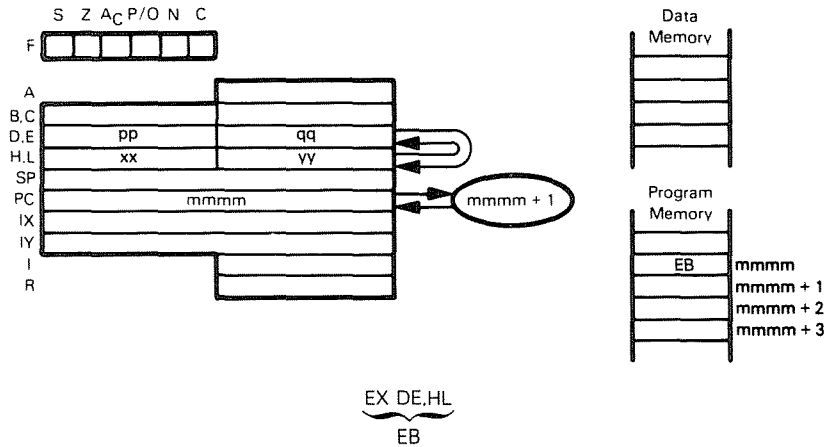 S Z AC P/O N C
F
A
B,C
D,E pp qq
H,L xx yy
SP
PC mmmm mmmm + 1
IX
IY
I
R
Data
Memory
Program
Memory
EB mmmm
mmmm + 1
mmmm + 2
mmmm + 3
EX DE,HL
EB